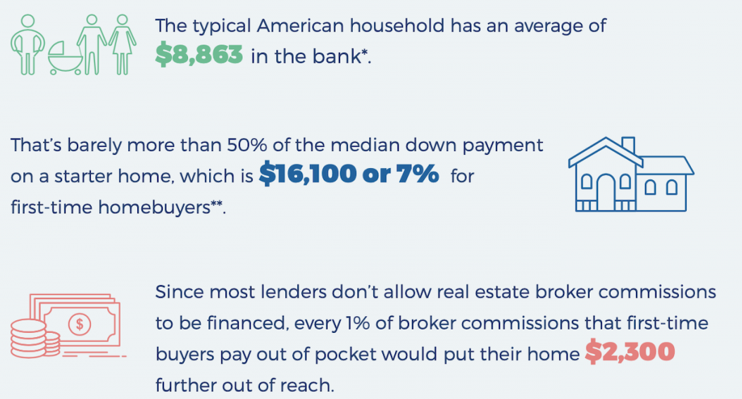 The typical American household has an average of
$8,863 in the bank*.
That’s barely more than 50% of the median down payment
on a starter home, which is $16,100 or 7% for
first-time homebuyers**.
$
Since most lenders don’t allow real estate broker commissions
to be financed, every 1% of broker commissions that first-time
buyers pay out of pocket would put their home $2,300
further out of reach.